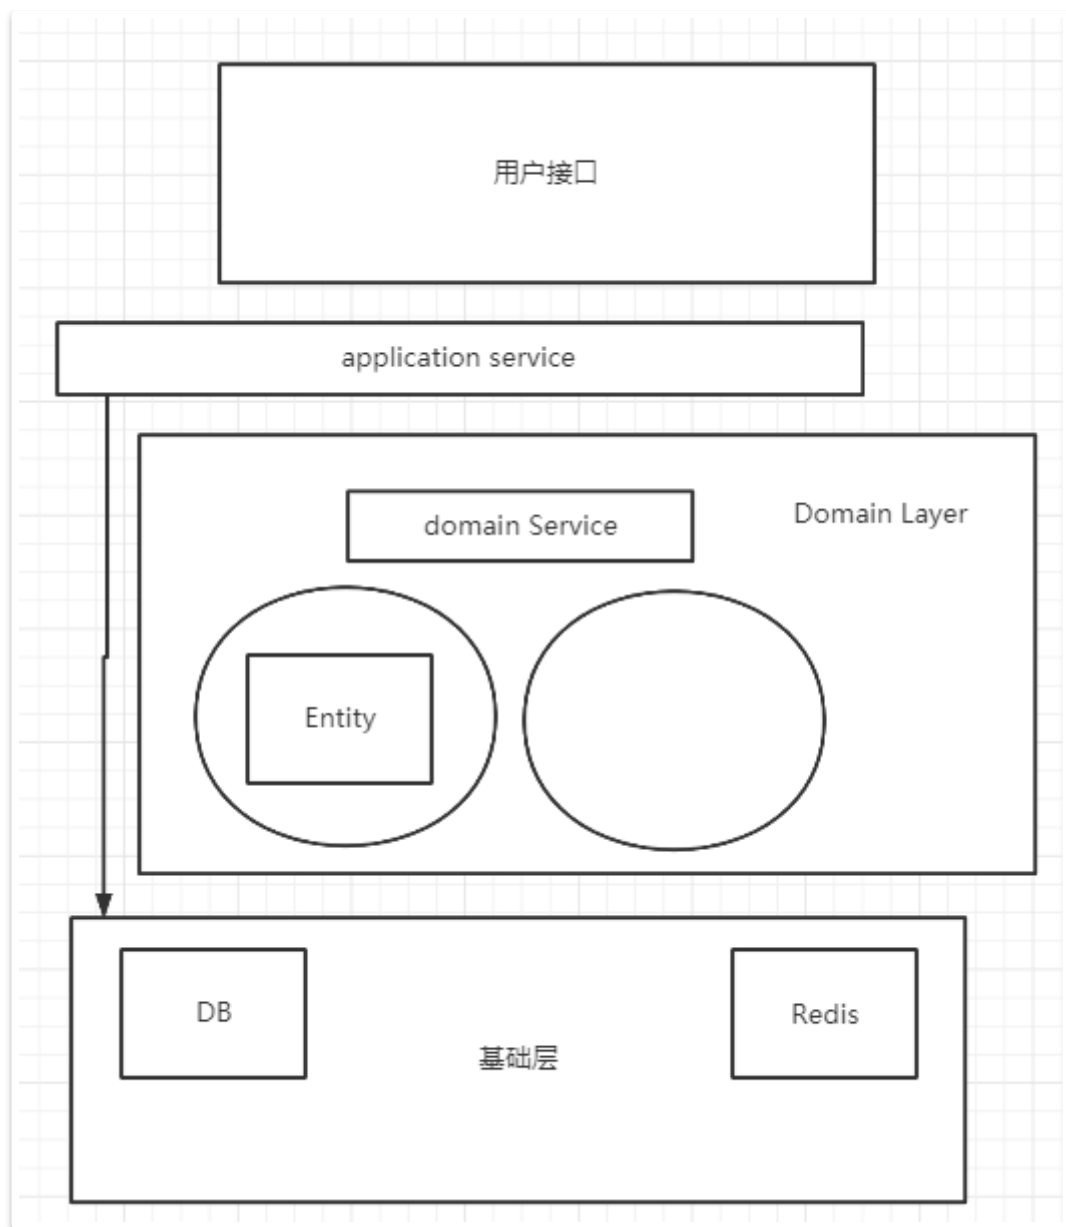 用户接口
application service
Domain Layer
domain Service
Entity
DB
Redis
基础层